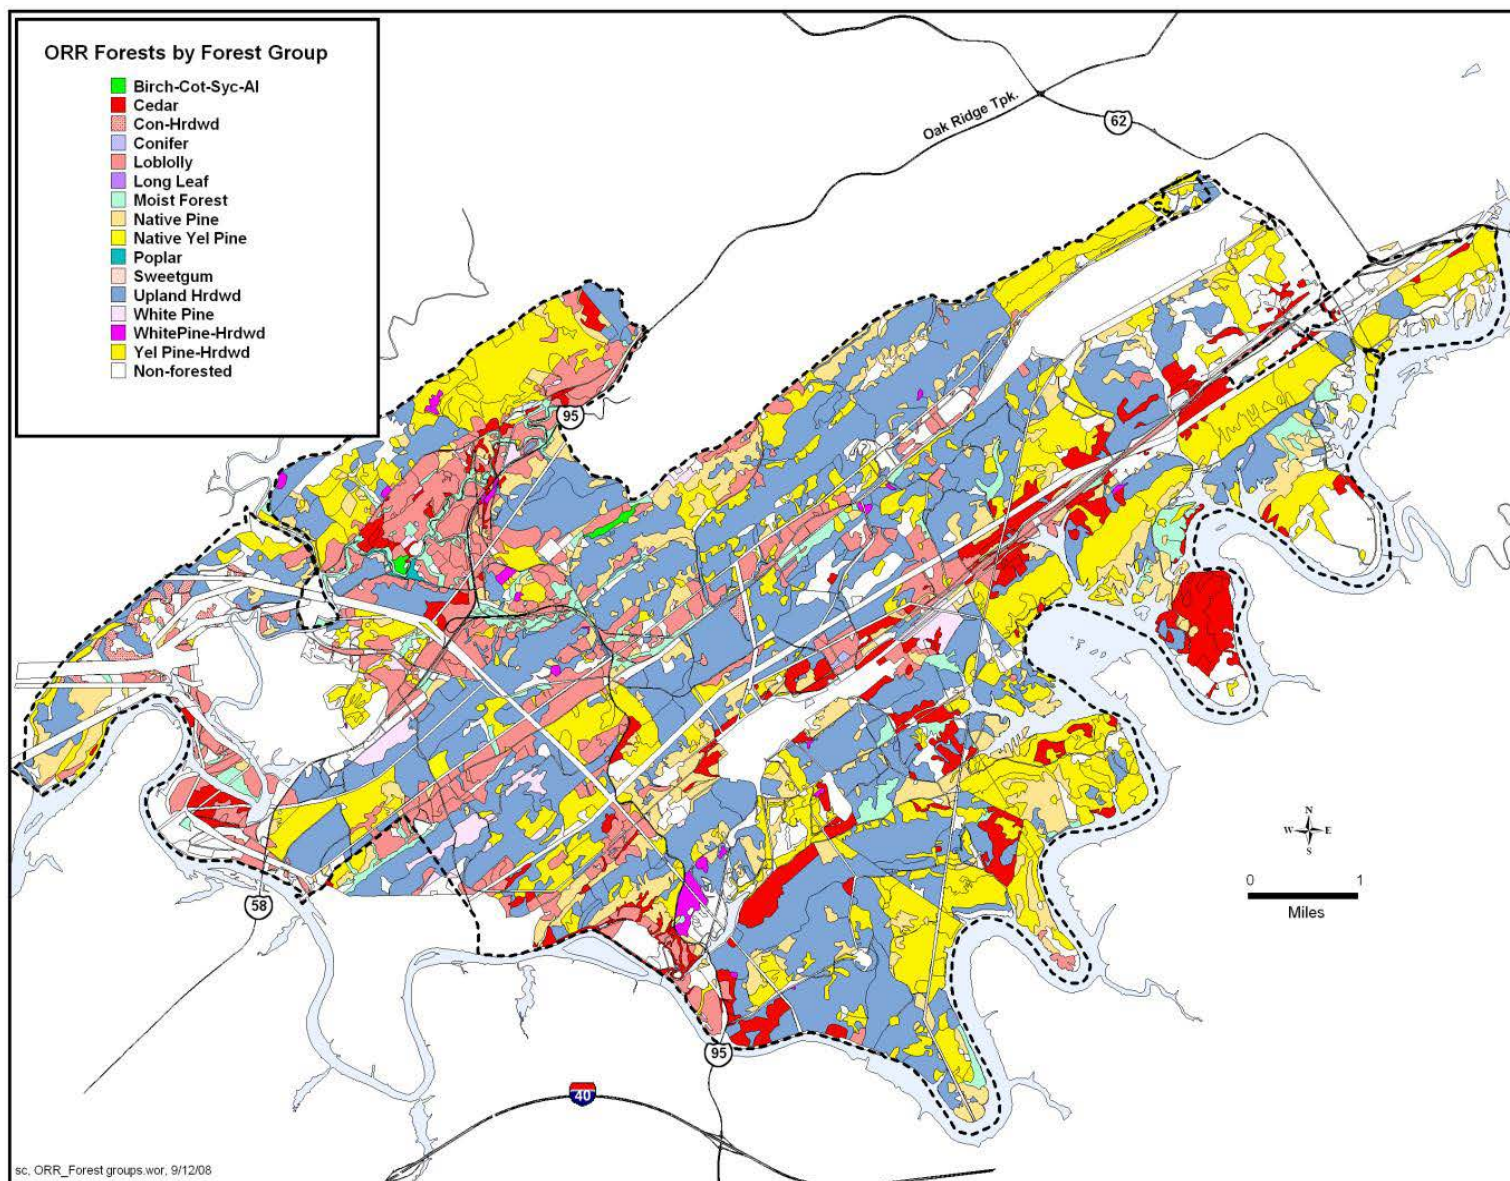 ORR Forests by Forest Group
Birch-Cot-Syc-Al
Cedar
Con-Hrdwd
Conifer
Loblolly
Long Leaf
Moist Forest
Native Pine
Native Yel Pine
Poplar
Sweetgum
Upland Hrdwd
White Pine
WhitePine-Hrdwd
Yel Pine-Hrdwd
Non-forested
Oak Ridge Tpk.
62
95
58
95
40
N
W E
S
0 1
Miles
sc, ORR_Forest groups.wor, 9/12/08